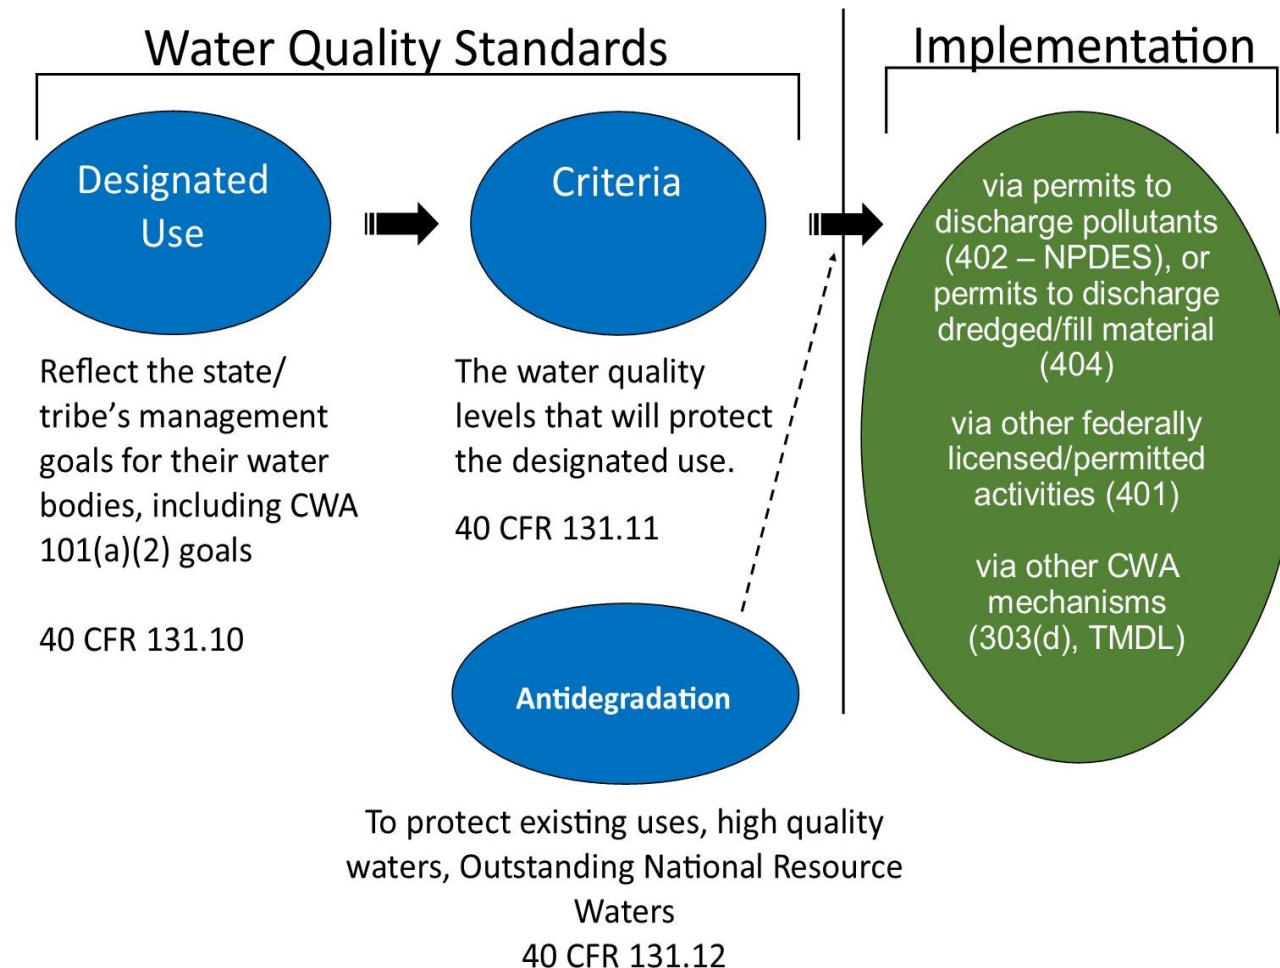 Water Quality Standards
Implementation
Designated
Use
Criteria
Reflect the state/
tribe’s management
goals for their water
bodies, including CWA
101(a)(2) goals
40 CFR 131.10
The water quality
levels that will protect
the designated use.
40 CFR 131.11
Antidegradation
To protect existing uses, high quality
waters, Outstanding National Resource
Waters
40 CFR 131.12
via permits to
discharge pollutants
(402 – NPDES), or
permits to discharge
dredged/fill material
(404)
via other federally
licensed/permitted
activities (401)
via other CWA
mechanisms
(303(d), TMDL)